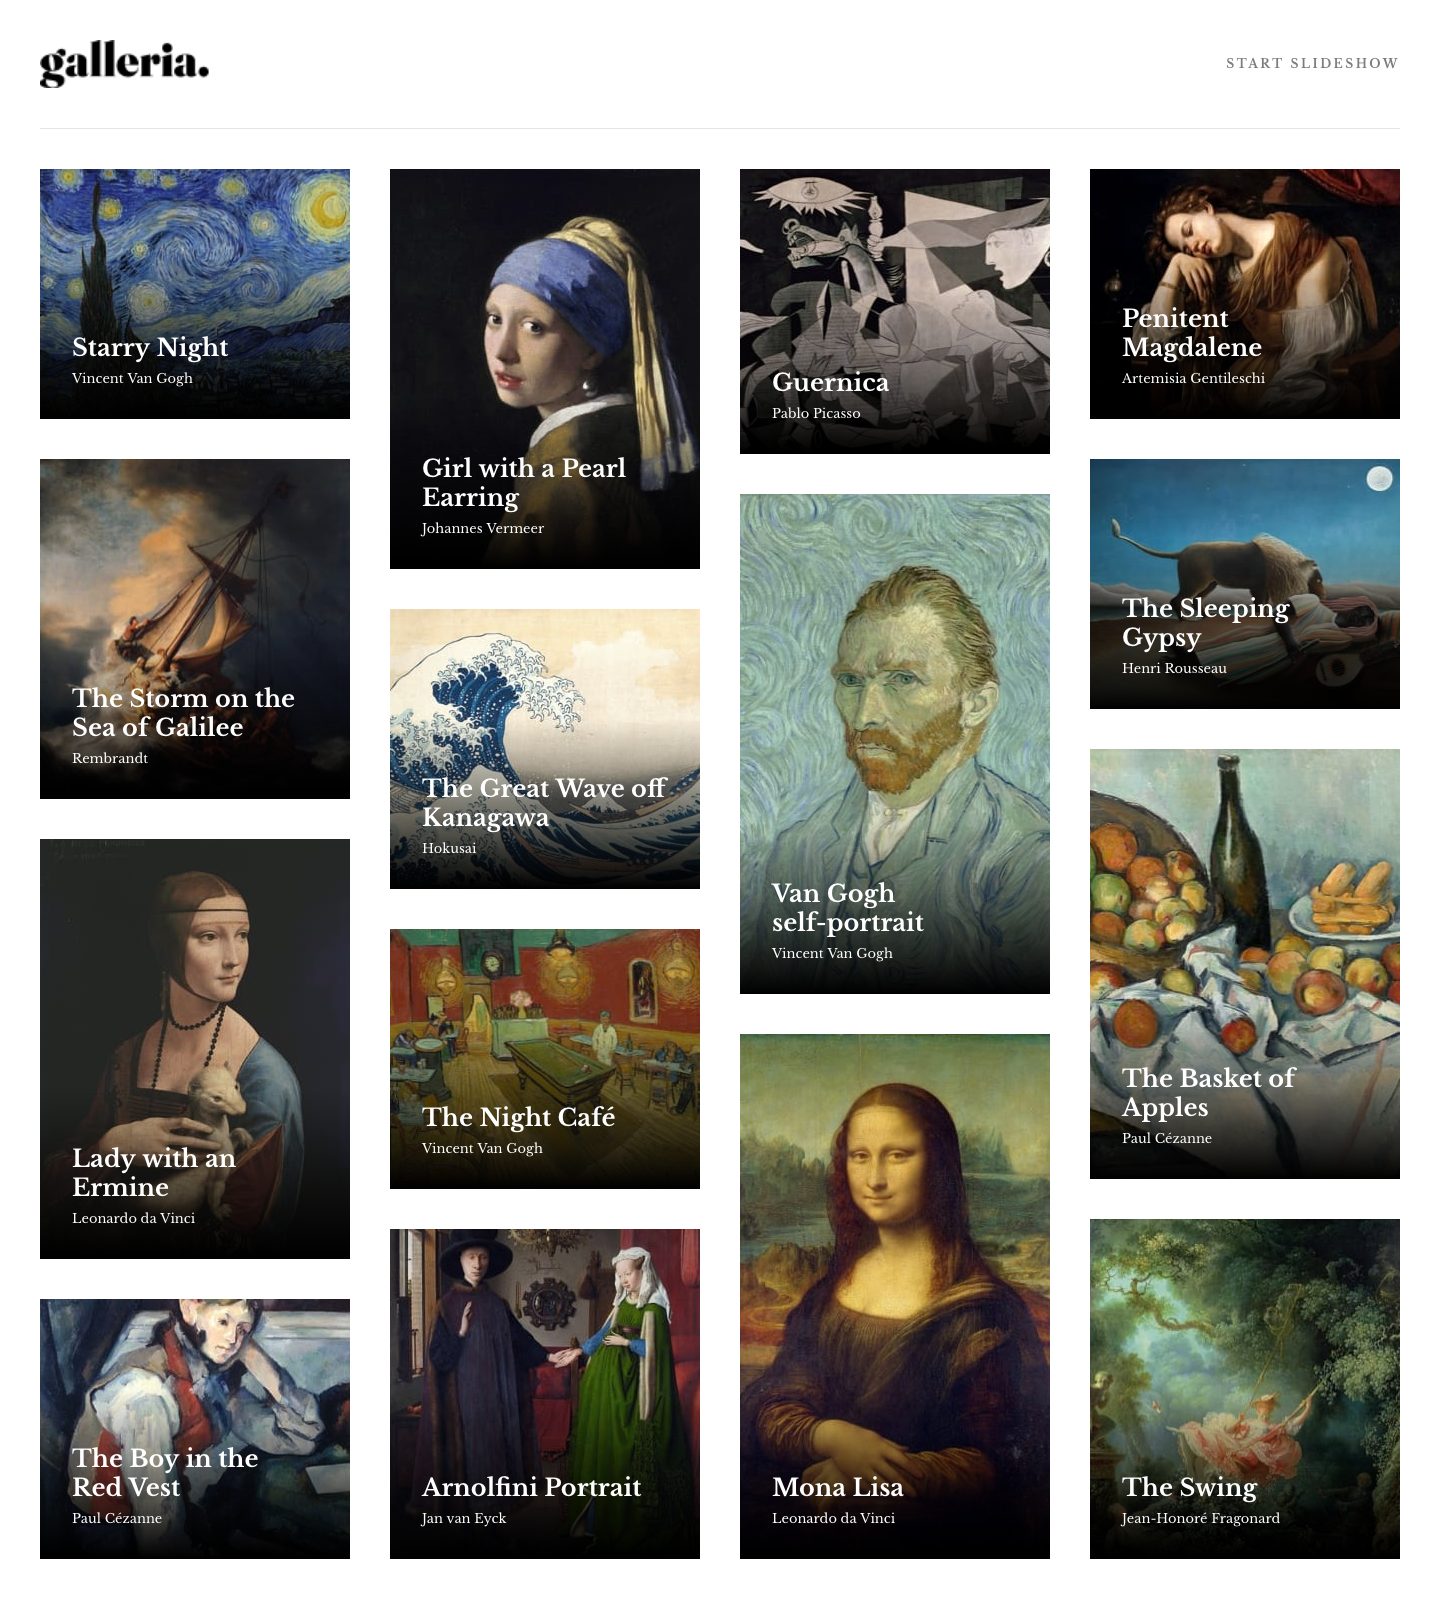 galleria.
START SLIDESHOW
Starry Night
Vincent Van Gogh
The Storm on the
Sea of Galilee
Rembrandt
Lady with an
Ermine
Leonardo da Vinci
The Boy in the
Red Vest
Paul Cézanne
Girl with a Pearl
Earring
Johannes Vermeer
The Great Wave off
Kanagawa
Hokusai
The Night Café
Vincent Van Gogh
Arnolfini Portrait
Jan van Eyck
Guernica
Pablo Picasso
Van Gogh
self-portrait
Vincent Van Gogh
Mona Lisa
Leonardo da Vinci
Penitent
Magdalene
Artemisia Gentileschi
The Sleeping
Gypsy
Henri Rousseau
The Basket of
Apples
Paul Cézanne
The Swing
Jean-Honoré Fragonard